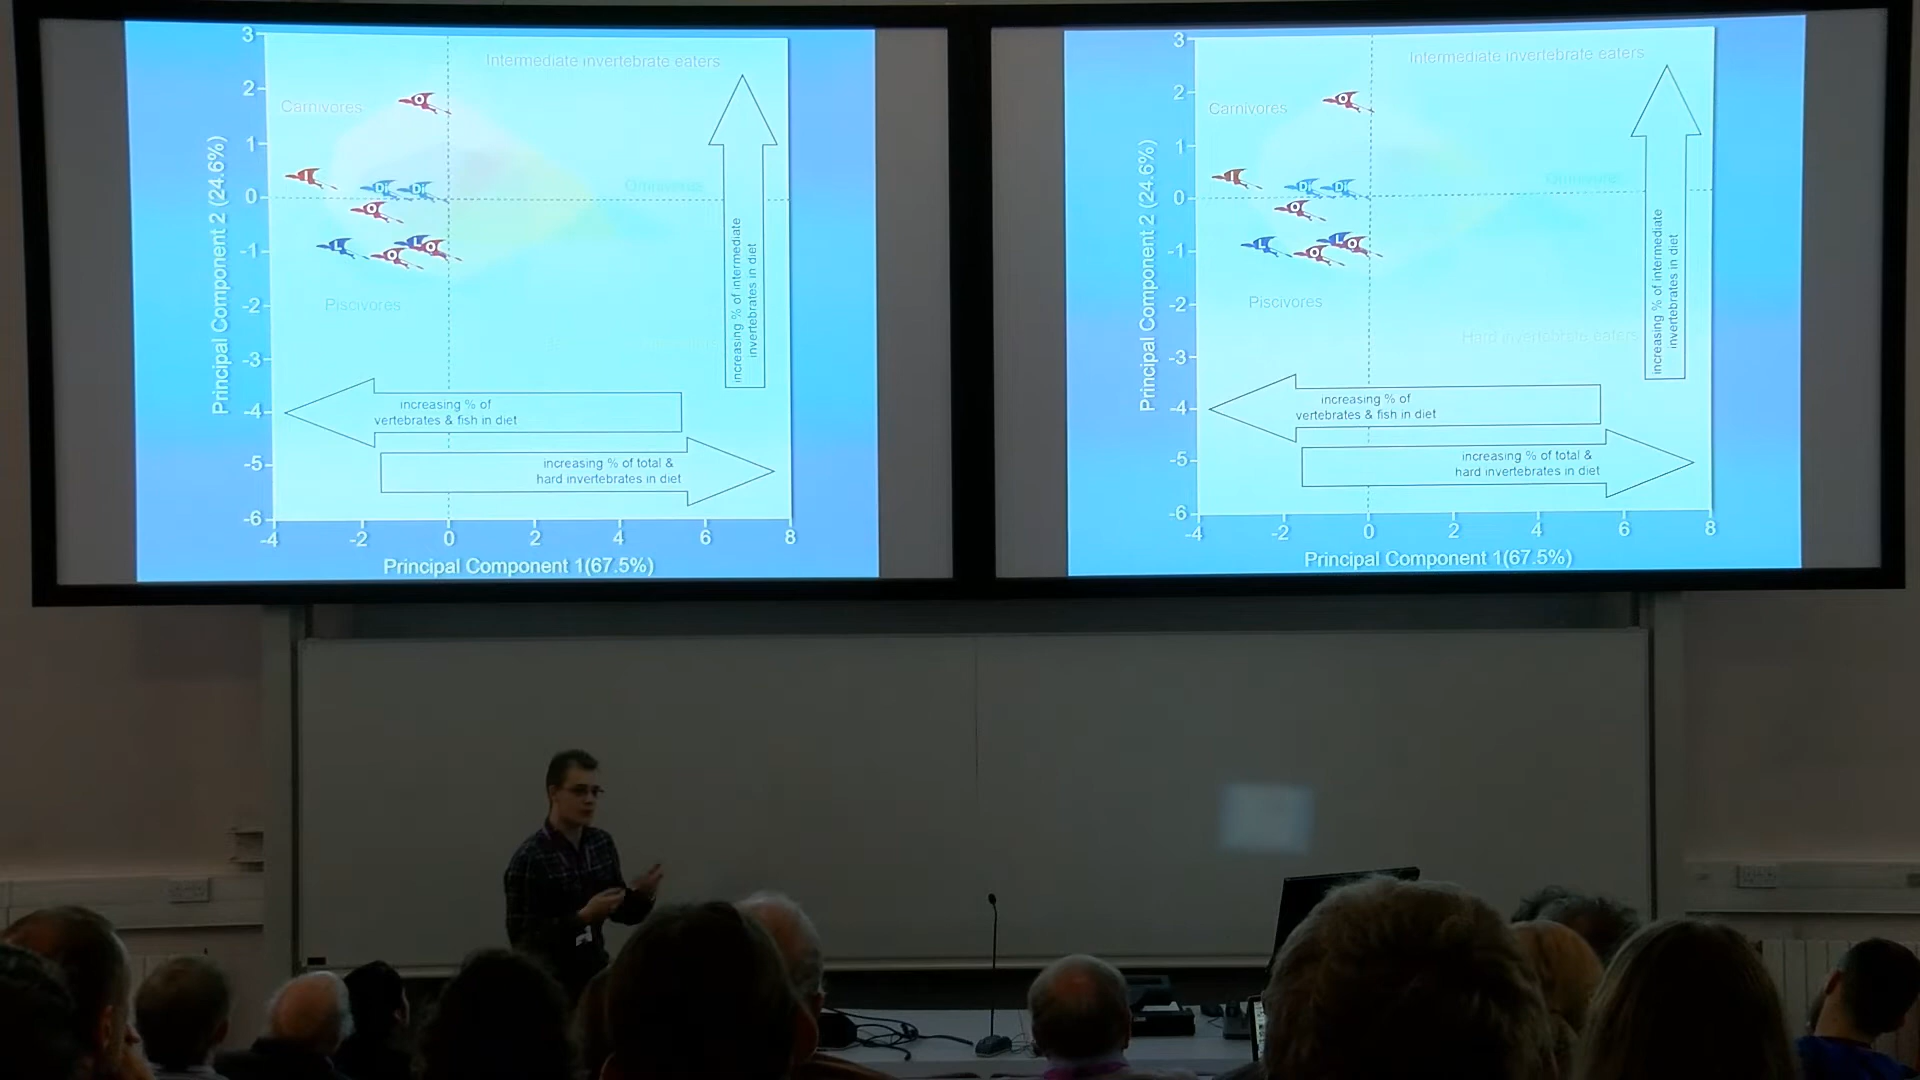 3
2
1
0
-1
-2
-3
-4
-5
-6
Principal Component 2 (24.6%)
Intermediate invertebrate eaters
Carnivores
Omnivores
Piscivores
O
I
Di
Di
O
L
L
O
O
increasing % of intermediate
invertebrates in diet
increasing % of
vertebrates & fish in diet
increasing % of total &
hard invertebrates in diet
-4
-2
0
2
4
6
8
Principal Component 1(67.5%)
3
2
1
0
-1
-2
-3
-4
-5
-6
Principal Component 2 (24.6%)
Intermediate invertebrate eaters
Carnivores
Omnivores
Piscivores
Hard invertebrate eaters
O
I
Di
Di
O
L
L
O
O
increasing % of intermediate
invertebrates in diet
increasing % of
vertebrates & fish in diet
increasing % of total &
hard invertebrates in diet
-4
-2
0
2
4
6
8
Principal Component 1(67.5%)